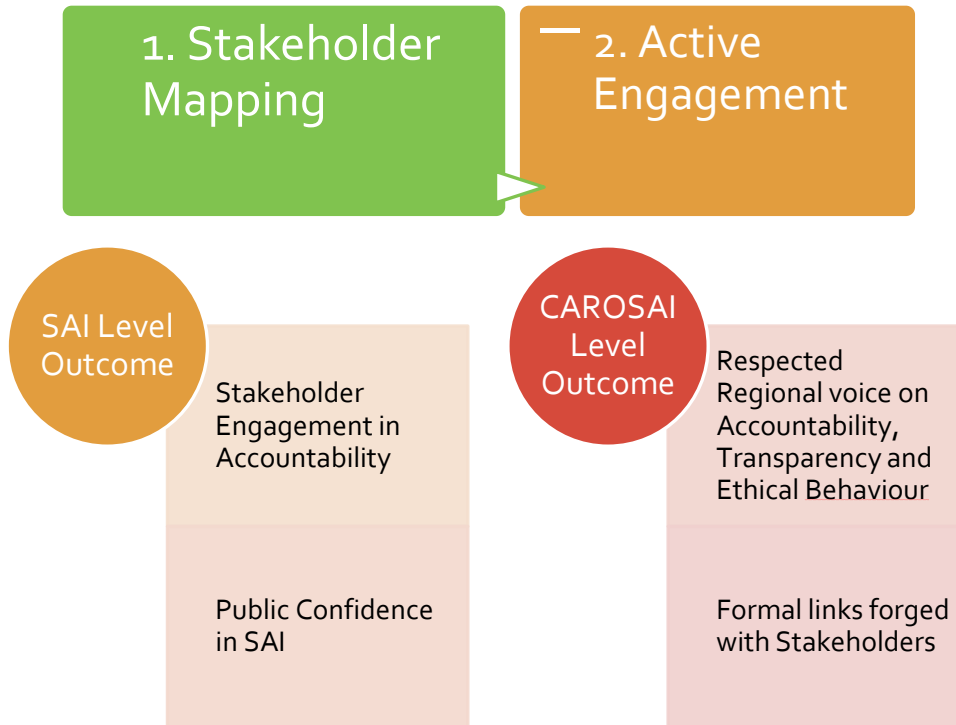 1. Stakeholder
Mapping
2. Active
Engagement
SAI Level
Outcome
Stakeholder
Engagement in
Accountability
Public Confidence
in SAI
CAROSAI
Level
Outcome
Respected
Regional voice on
Accountability,
Transparency and
Ethical Behaviour
Formal links forged
with Stakeholders